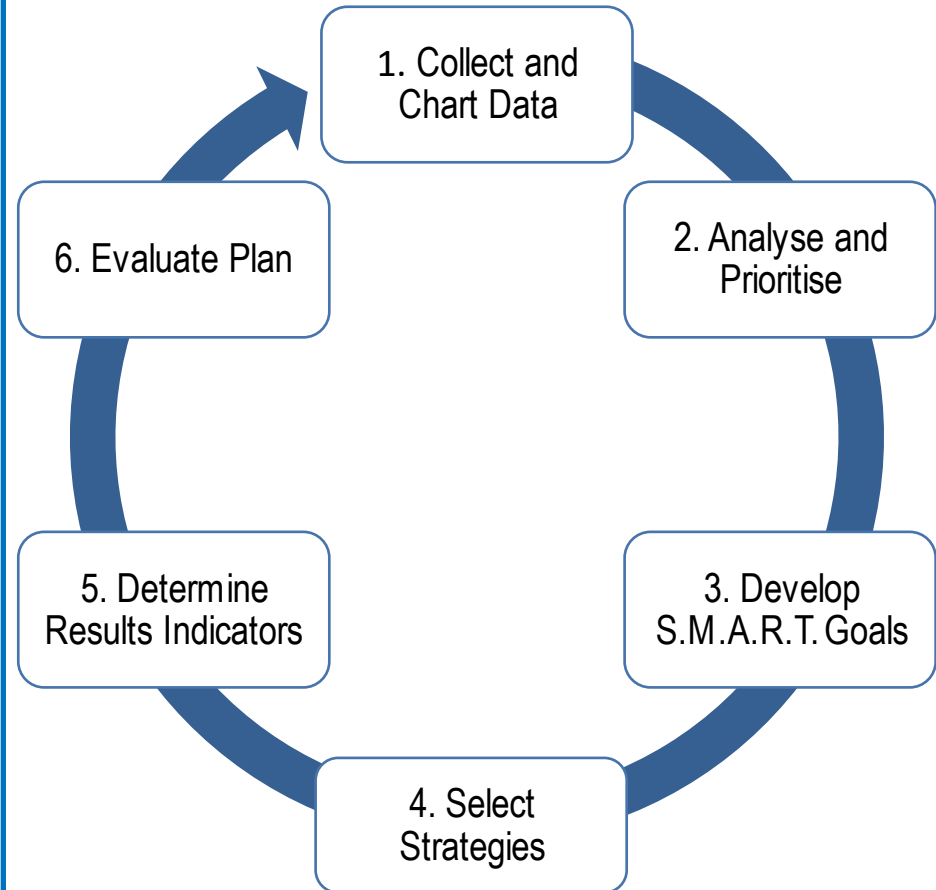 1. Collect and
Chart Data
2. Analyse and
Prioritise
3. Develop
S.M.A.R.T. Goals
4. Select
Strategies
5. Determine
Results Indicators
6. Evaluate Plan